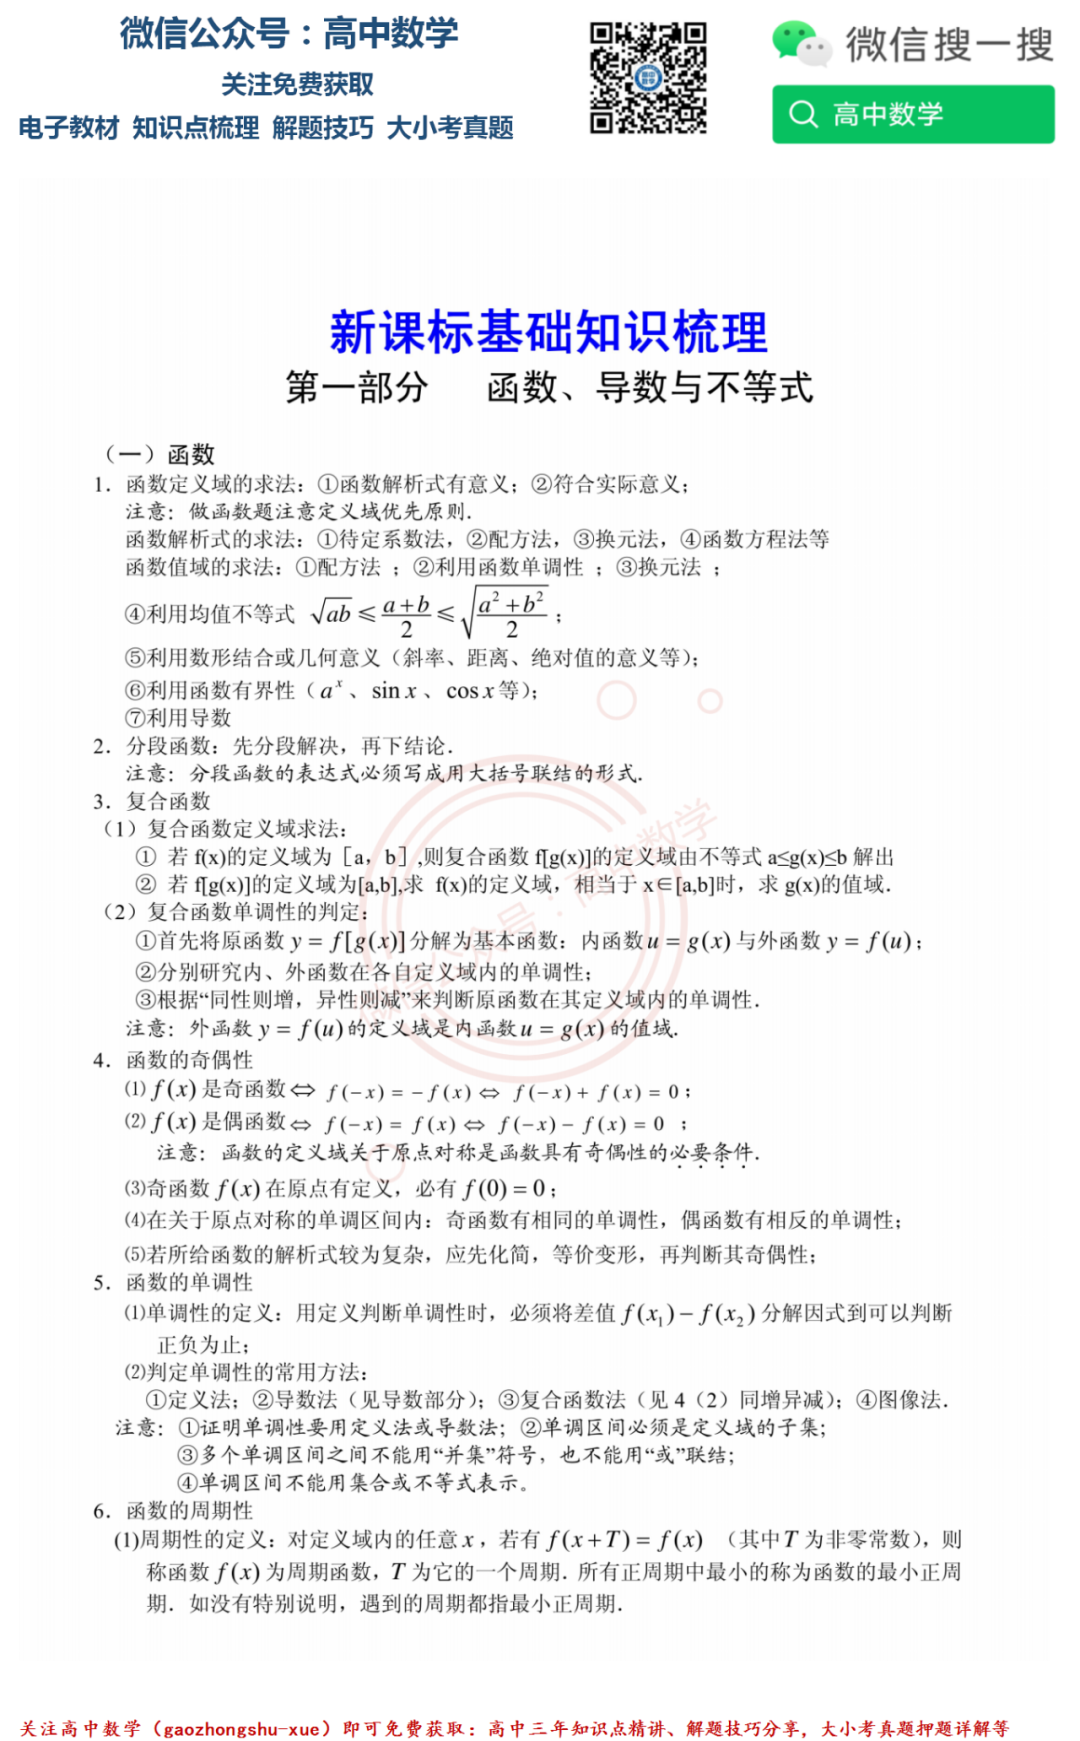 微信公众号：高中数学
关注免费获取
电子教材 知识点梳理 解题技巧 大小考真题
微信搜一搜
高中数学
新课标基础知识梳理
第一部分 函数、导数与不等式
（一）函数
1. 函数定义域的求法：①函数解析式有意义；②符合实际意义；
注意：做函数题注意定义域优先原则.
函数解析式的求法：①待定系数法，②配方法，③换元法，④函数方程法等
函数值域的求法：①配方法 ；②利用函数单调性 ；③换元法 ；
④利用均值不等式 √ab ≤ (a+b)/2 ≤ √((a²+b²)/2) ；
⑤利用数形结合或几何意义（斜率、距离、绝对值的意义等）；
⑥利用函数有界性（ aˣ 、 sin x 、 cos x 等）；
⑦利用导数
2. 分段函数：先分段解决，再下结论.
注意：分段函数的表达式必须写成用大括号联结的形式.
3. 复合函数
（1）复合函数定义域求法：
① 若 f(x)的定义域为［a，b］,则复合函数 f[g(x)]的定义域由不等式 a≤g(x)≤b 解出
② 若 f[g(x)]的定义域为[a,b],求 f(x)的定义域，相当于 x∈[a,b]时，求 g(x)的值域.
（2）复合函数单调性的判定：
①首先将原函数 y = f[g(x)] 分解为基本函数：内函数 u = g(x) 与外函数 y = f(u)；
②分别研究内、外函数在各自定义域内的单调性；
③根据“同性则增，异性则减”来判断原函数在其定义域内的单调性.
注意：外函数 y = f(u) 的定义域是内函数 u = g(x) 的值域.
4. 函数的奇偶性
⑴ f(x) 是奇函数 ⇔ f(−x) = −f(x) ⇔ f(−x) + f(x) = 0；
⑵ f(x) 是偶函数 ⇔ f(−x) = f(x) ⇔ f(−x) − f(x) = 0 ；
注意：函数的定义域关于原点对称是函数具有奇偶性的必要条件.
⑶奇函数 f(x) 在原点有定义，必有 f(0) = 0；
⑷在关于原点对称的单调区间内：奇函数有相同的单调性，偶函数有相反的单调性；
⑸若所给函数的解析式较为复杂，应先化简，等价变形，再判断其奇偶性；
5. 函数的单调性
⑴单调性的定义：用定义判断单调性时，必须将差值 f(x₁) − f(x₂) 分解因式到可以判断
正负为止；
⑵判定单调性的常用方法：
①定义法；②导数法（见导数部分）；③复合函数法（见 4（2）同增异减）；④图像法.
注意：①证明单调性要用定义法或导数法；②单调区间必须是定义域的子集；
③多个单调区间之间不能用“并集”符号，也不能用“或”联结；
④单调区间不能用集合或不等式表示。
6. 函数的周期性
(1)周期性的定义：对定义域内的任意 x，若有 f(x+T) = f(x) （其中 T 为非零常数），则
称函数 f(x) 为周期函数，T 为它的一个周期. 所有正周期中最小的称为函数的最小正周
期. 如没有特别说明，遇到的周期都指最小正周期.
微信公众号：高中数学
关注高中数学（gaozhongshu-xue）即可免费获取：高中三年知识点精讲、解题技巧分享，大小考真题押题详解等